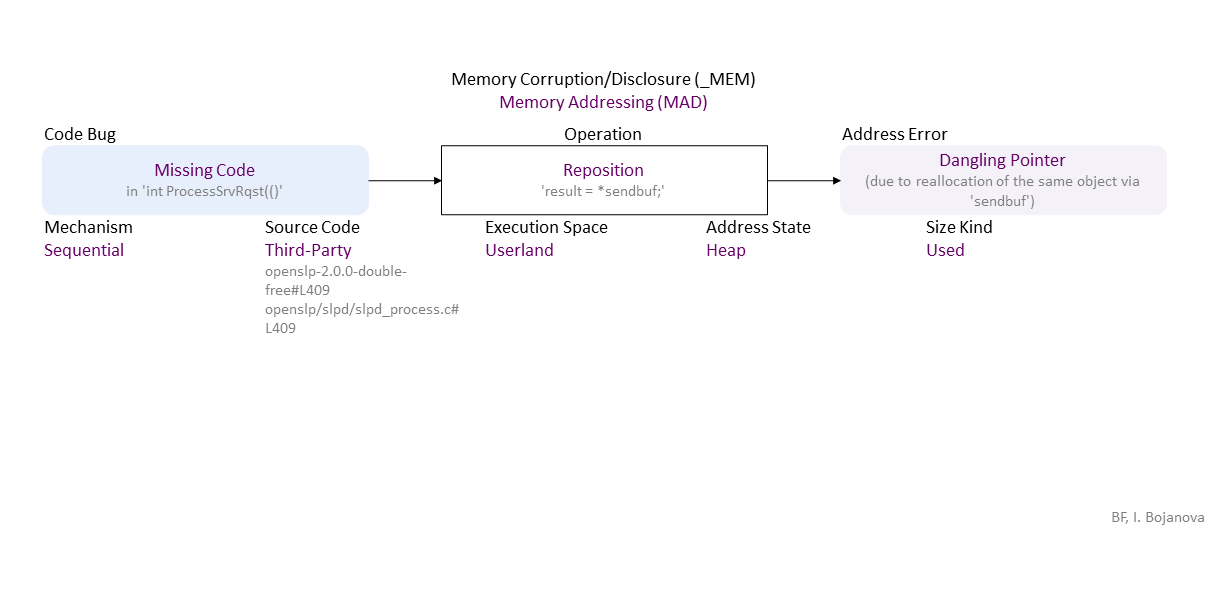 Memory Corruption/Disclosure (_MEM)
Memory Addressing (MAD)
Code Bug
Operation
Address Error
Missing Code
in 'int ProcessSrvRqst(()'
Reposition
'result = *sendbuf;'
Dangling Pointer
(due to reallocation of the same object via
'sendbuf')
Mechanism
Sequential
Source Code
Third-Party
openslp-2.0.0-double-
free#L409
openslp/slpd/slpd_process.c#
L409
Execution Space
Userland
Address State
Heap
Size Kind
Used
BF, I. Bojanova